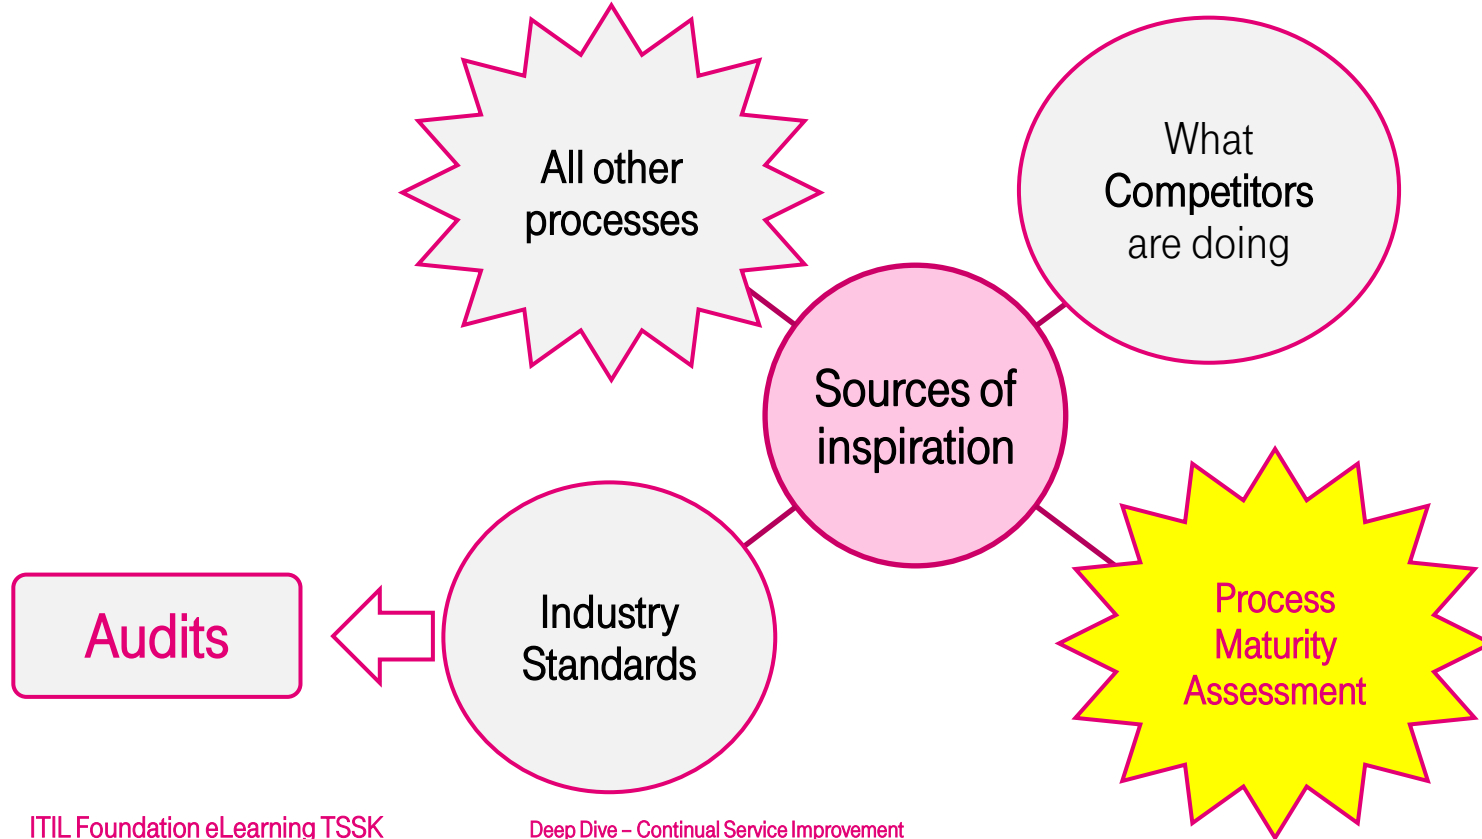 All other
processes
What
Competitors
are doing
Sources of
inspiration
Industry
Standards
Audits
Process
Maturity
Assessment
ITIL Foundation eLearning TSSK
Deep Dive – Continual Service Improvement